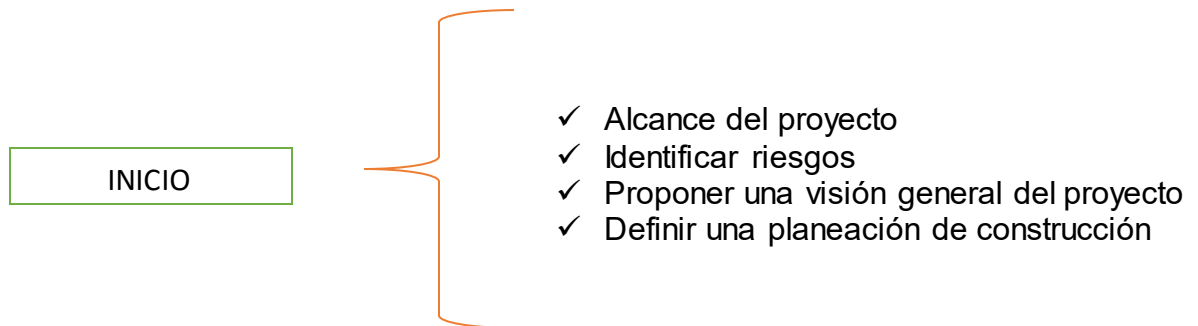 INICIO
✓ Alcance del proyecto
✓ Identificar riesgos
✓ Proponer una visión general del proyecto
✓ Definir una planeación de construcción